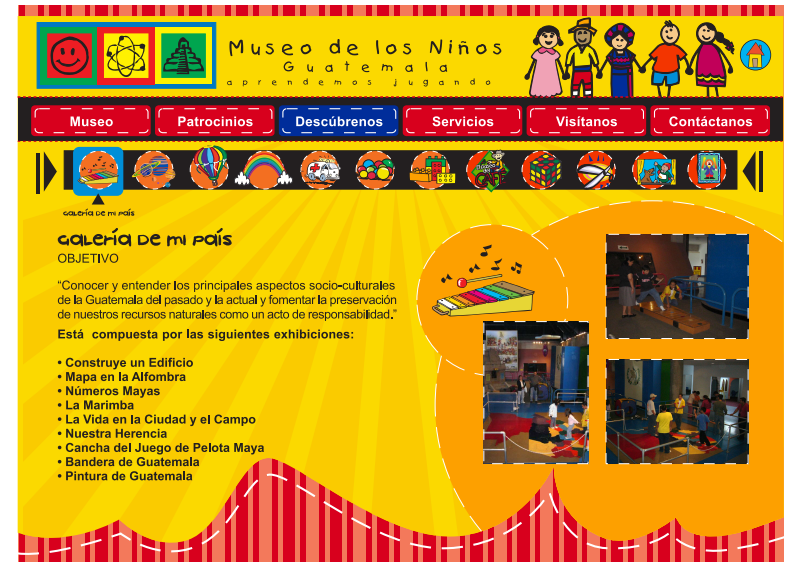 Museo de los Niños
Guatemala
aprendemos jugando
Museo
Patrocinios
Descúbrenos
Servicios
Visítanos
Contáctanos
Galería De mi País
Galería De mi País
OBJETIVO
“Conocer y entender los principales aspectos socio-culturales
de la Guatemala del pasado y la actual y fomentar la preservación
de nuestros recursos naturales como un acto de responsabilidad.”
Está compuesta por las siguientes exhibiciones:
• Construye un Edificio
• Mapa en la Alfombra
• Números Mayas
• La Marimba
• La Vida en la Ciudad y el Campo
• Nuestra Herencia
• Cancha del Juego de Pelota Maya
• Bandera de Guatemala
• Pintura de Guatemala